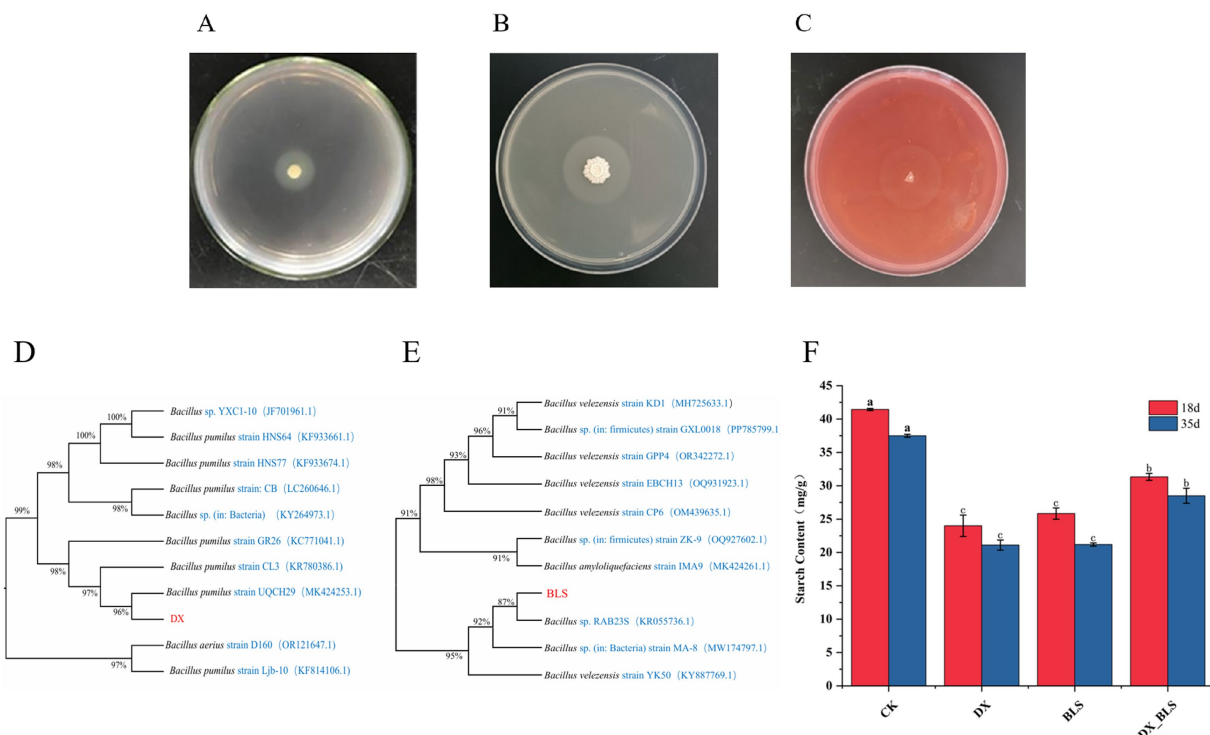 A
B
C
D
100%
Bacillus sp. YXC1-10（JF701961.1）
100%
Bacillus pumilus strain HNS64（KF933661.1）
98%
Bacillus pumilus strain HNS77（KF933674.1）
Bacillus pumilus strain: CB（LC260646.1）
99%
98%
Bacillus sp. (in: Bacteria)（KY264973.1）
Bacillus pumilus strain GR26（KC771041.1）
98%
Bacillus pumilus strain CL3（KR780386.1）
97%
Bacillus pumilus strain UQCH29（MK424253.1）
96%
DX
Bacillus aerius strain D160（OR121647.1）
97%
Bacillus pumilus strain Ljb-10（KF814106.1）
E
Bacillus velezensis strain KD1（MH725633.1）
91%
Bacillus sp. (in: firmicutes) strain GXL0018（PP785799.1
96%
Bacillus velezensis strain GPP4（OR342272.1）
93%
Bacillus velezensis strain EBCH13（OQ931923.1）
98%
Bacillus velezensis strain CP6（OM439635.1）
91%
Bacillus sp. (in: firmicutes) strain ZK-9（OQ927602.1）
91%
Bacillus amyloliquefaciens strain IMA9（MK424261.1）
BLS
87%
Bacillus sp. RAB23S（KR055736.1）
92%
Bacillus sp. (in: Bacteria) strain MA-8（MW174797.1）
95%
Bacillus velezensis strain YK50（KY887769.1）
F
Starch Content（mg/g）
45
40
35
30
25
20
15
10
5
0
18d
35d
a
a
c
c
c
c
b
b
CK
DX
BLS
DX_BLS